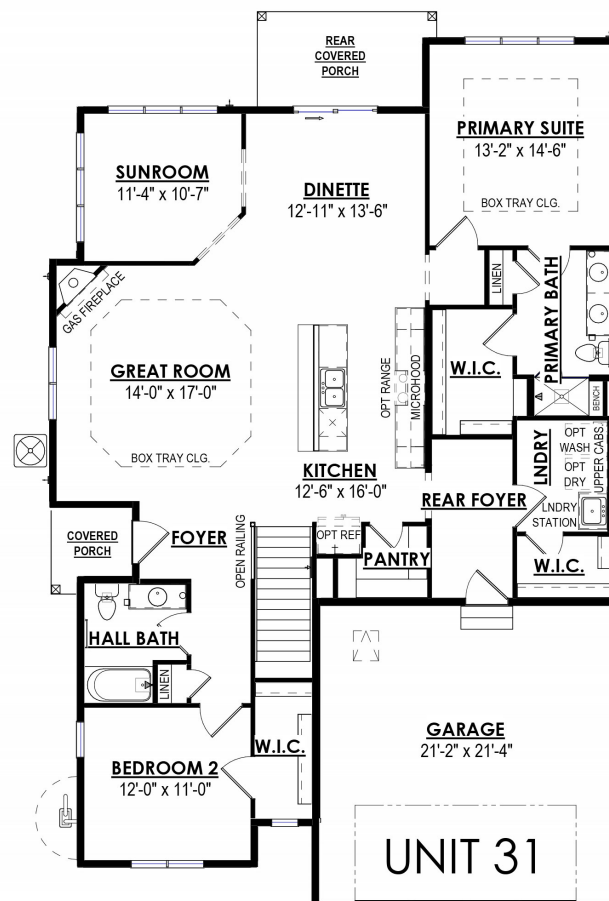 REAR
COVERED
PORCH
PRIMARY SUITE
13'-2" x 14'-6"
BOX TRAY CLG.
SUNROOM
11'-4" x 10'-7"
DINETTE
12'-11" x 13'-6"
LINEN
PRIMARY BATH
GAS FIREPLACE
GREAT ROOM
14'-0" x 17'-0"
BOX TRAY CLG.
OPT RANGE
MICROHOOD
W.I.C.
BENCH
KITCHEN
12'-6" x 16'-0"
LNDRY
OPT
WASH
OPT
DRY
UPPER CABS
LNDRY
STATION
REAR FOYER
W.I.C.
COVERED
PORCH
FOYER
OPEN RAILING
OPT REF
PANTRY
HALL BATH
LINEN
W.I.C.
BEDROOM 2
12'-0" x 11'-0"
GARAGE
21'-2" x 21'-4"
UNIT 31